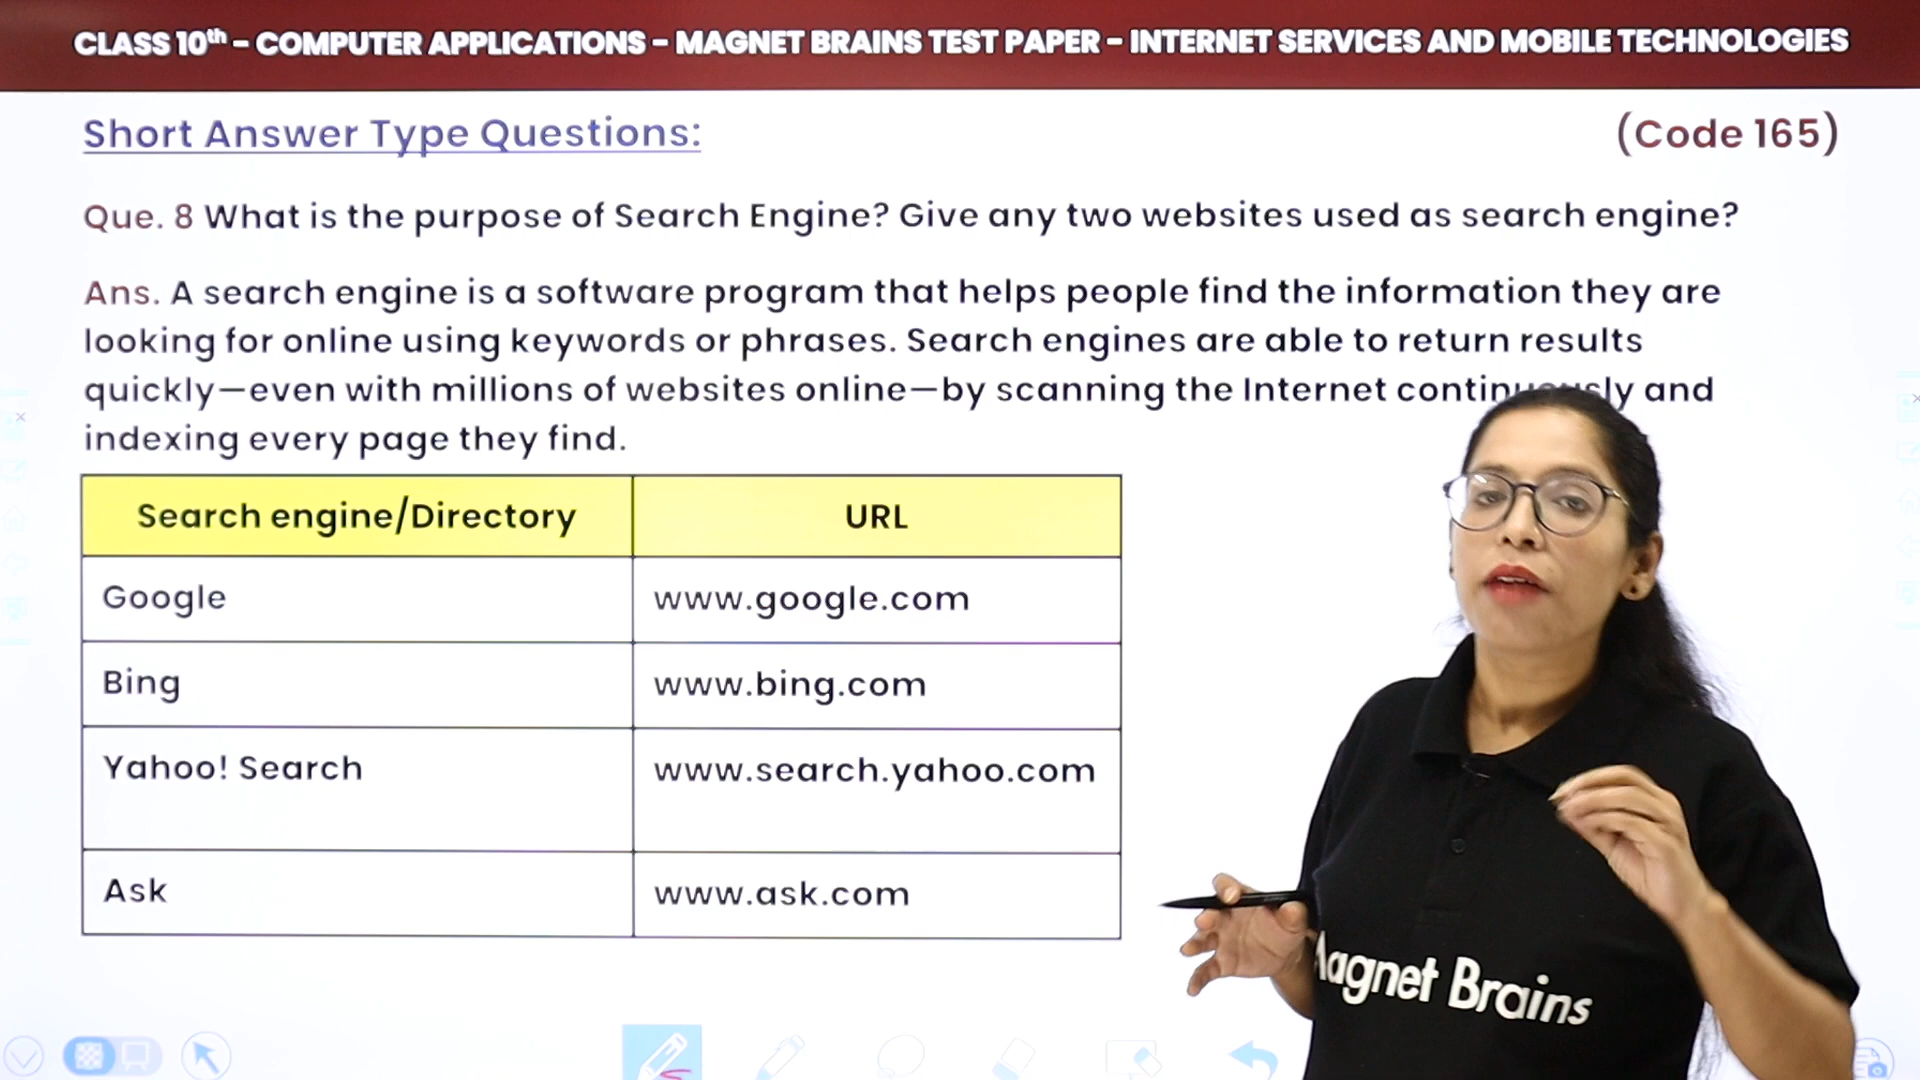 CLASS 10th – COMPUTER APPLICATIONS – MAGNET BRAINS TEST PAPER – INTERNET SERVICES AND MOBILE TECHNOLOGIES
Short Answer Type Questions:
(Code 165)
Que. 8 What is the purpose of Search Engine? Give any two websites used as search engine?
Ans. A search engine is a software program that helps people find the information they are
looking for online using keywords or phrases. Search engines are able to return results
quickly—even with millions of websites online—by scanning the Internet continuously and
indexing every page they find.
Search engine/Directory URL
Google www.google.com
Bing www.bing.com
Yahoo! Search www.search.yahoo.com
Ask www.ask.com
Magnet Brains